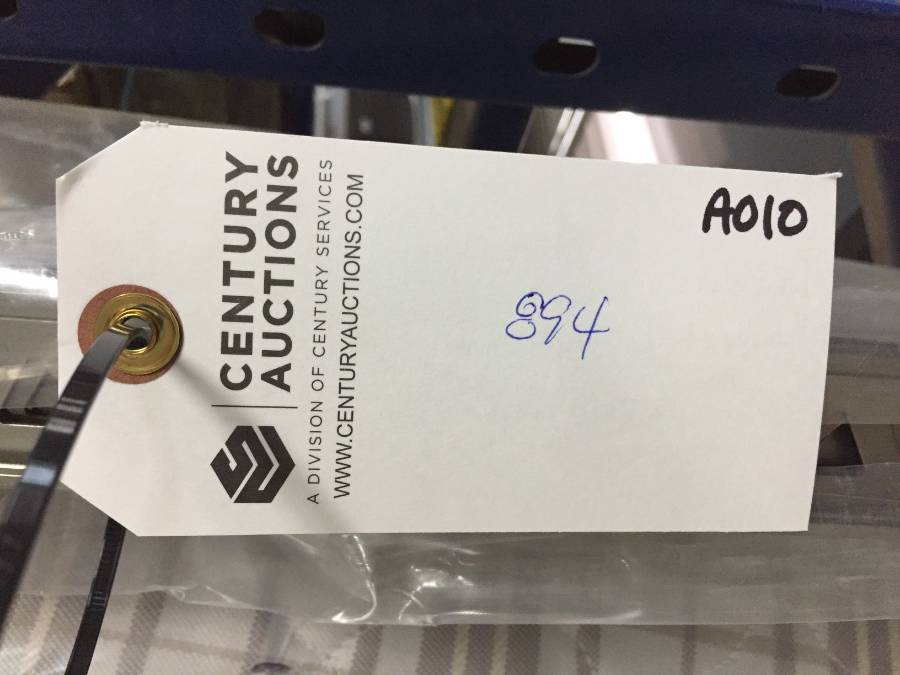 CENTURY
AUCTIONS
A DIVISION OF CENTURY SERVICES
WWW.CENTURYAUCTIONS.COM
894
A010